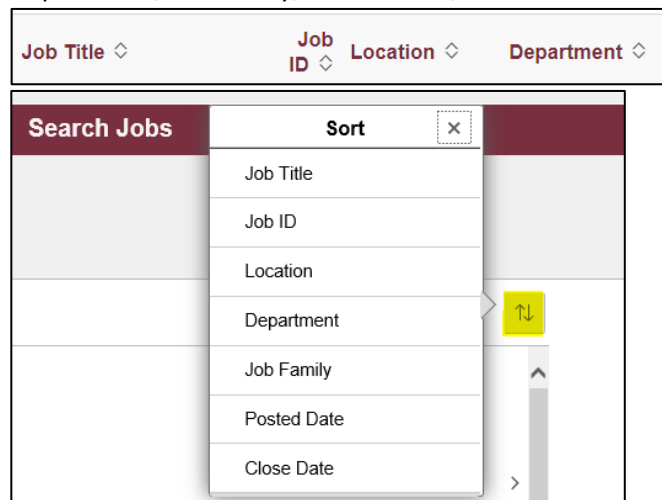 Job Title
Job ID
Location
Department
Search Jobs
Sort
Job Title
Job ID
Location
Department
Job Family
Posted Date
Close Date